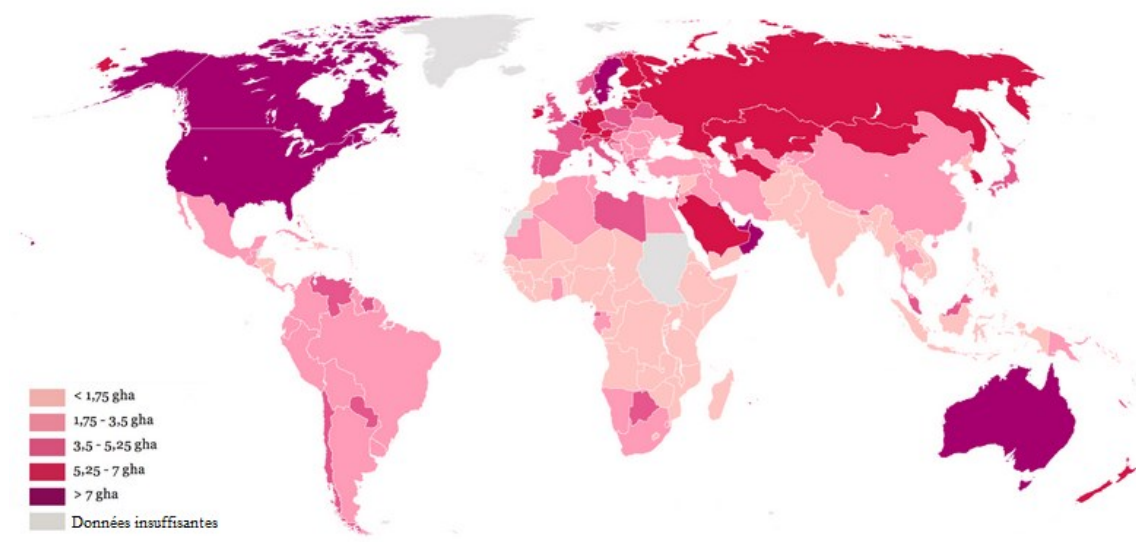 < 1,75 gha
1,75 - 3,5 gha
3,5 - 5,25 gha
5,25 - 7 gha
> 7 gha
Données insuffisantes